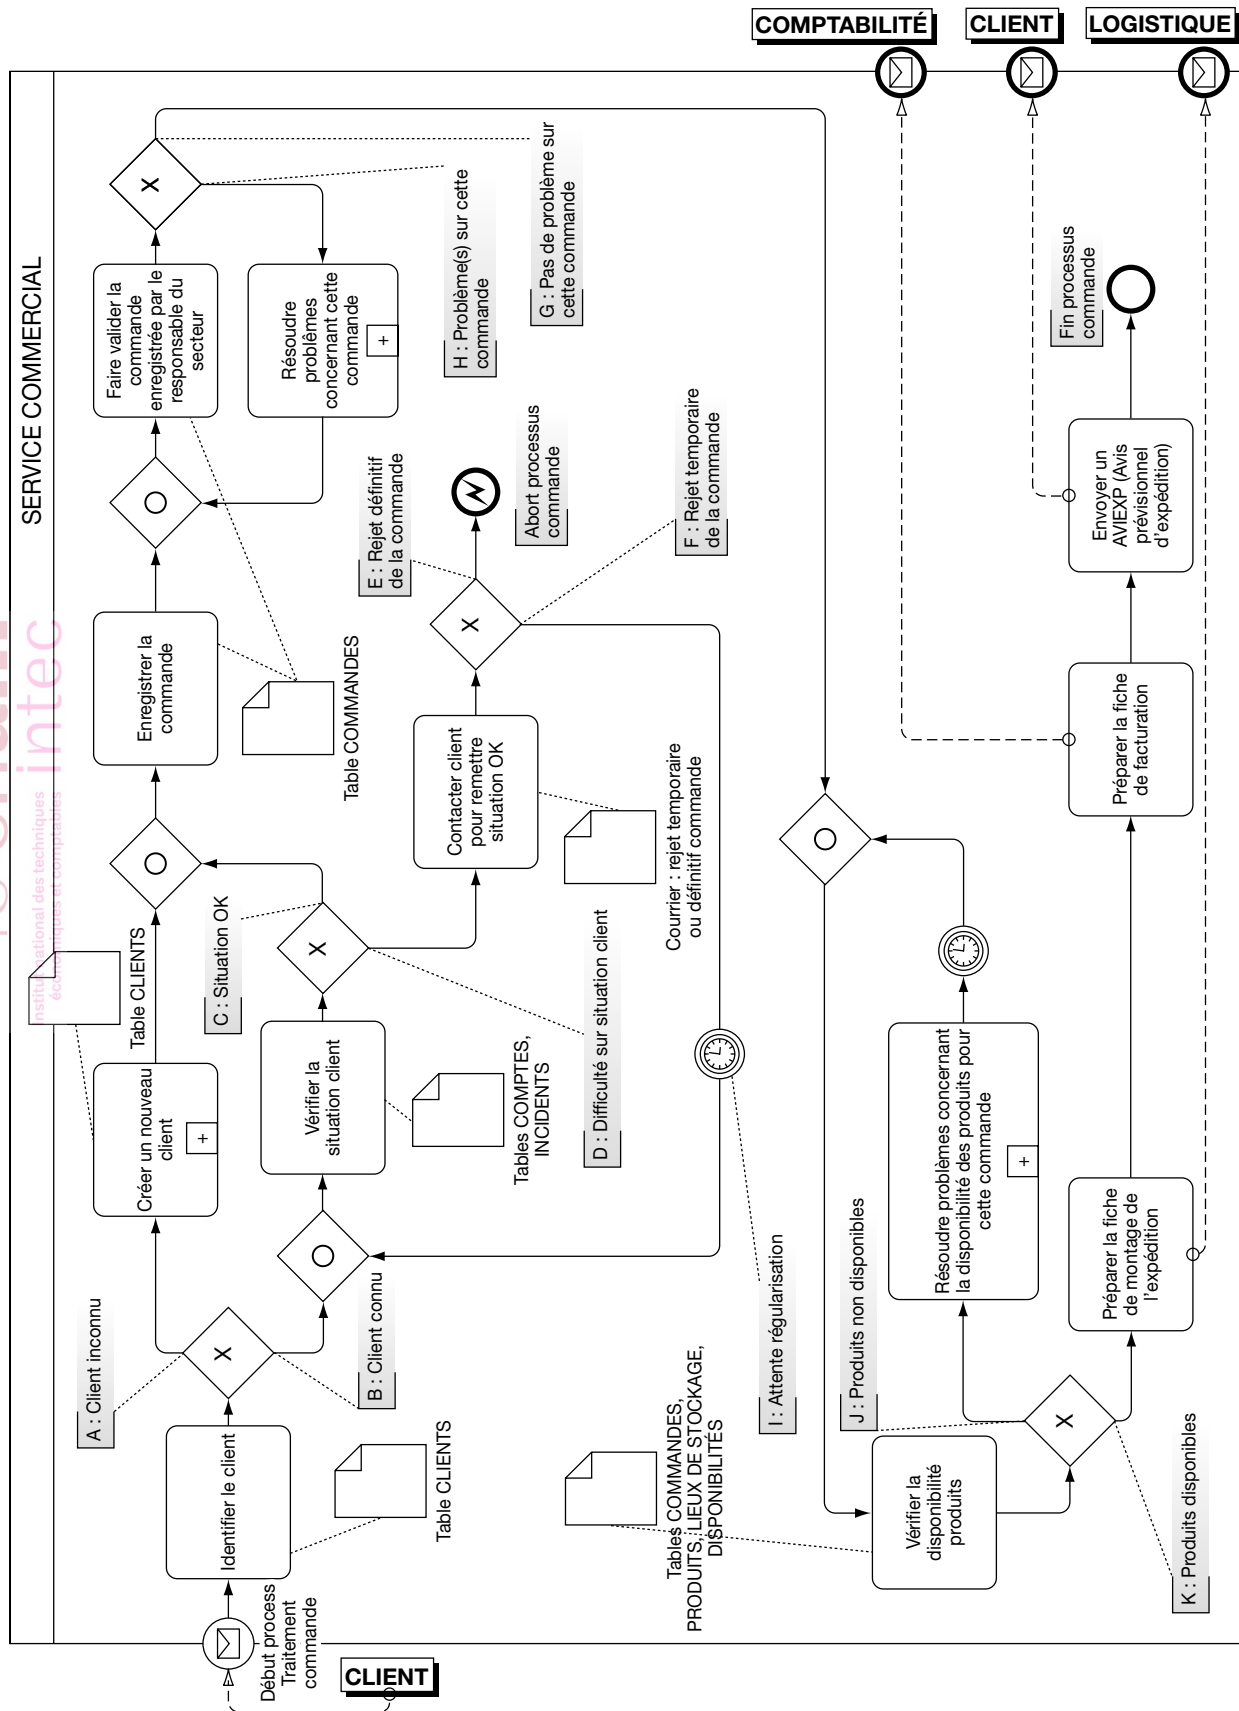 SERVICE COMMERCIAL
CLIENT
Début process
Traitement
commande
Identifier le client
Table CLIENTS
A : Client inconnu
B : Client connu
X
Créer un nouveau
client
+
Table CLIENTS
O
Vérifier la
situation client
Tables COMPTES,
INCIDENTS
X
C : Situation OK
D : Difficulté sur situation client
O
Enregistrer la
commande
Table COMMANDES
O
Faire valider la
commande
enregistrée par le
responsable du
secteur
X
Résoudre
problèmes
concernant cette
commande
+
H : Problème(s) sur cette
commande
G : Pas de problème sur
cette commande
Contacter client
pour remettre
situation OK
Courrier : rejet temporaire
ou définitif commande
X
E : Rejet définitif
de la commande
Abort processus
commande
F : Rejet temporaire
de la commande
I : Attente régularisation
O
Tables COMMANDES,
PRODUITS, LIEUX DE STOCKAGE,
DISPONIBILITÉS
Vérifier la
disponibilité
produits
X
J : Produits non disponibles
K : Produits disponibles
Résoudre problèmes concernant
la disponibilité des produits pour
cette commande
+
Préparer la fiche
de montage de
l'expédition
Préparer la fiche
de facturation
Envoyer un
AVIEXP (Avis
prévisionnel
d'expédition)
Fin processus
commande
COMPTABILITÉ
CLIENT
LOGISTIQUE
intec
Institut national des techniques
économiques et comptables